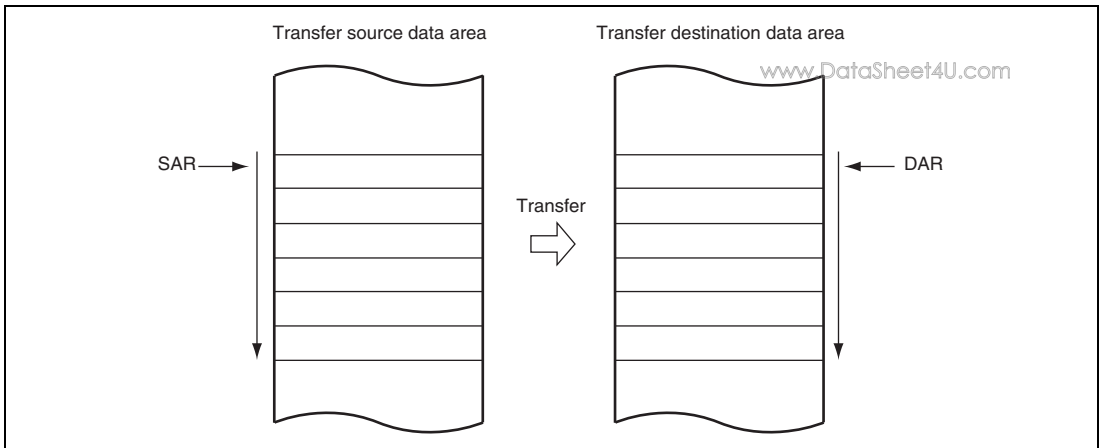 Transfer source data area
Transfer destination data area
www.DataSheet4U.com
SAR
DAR
Transfer